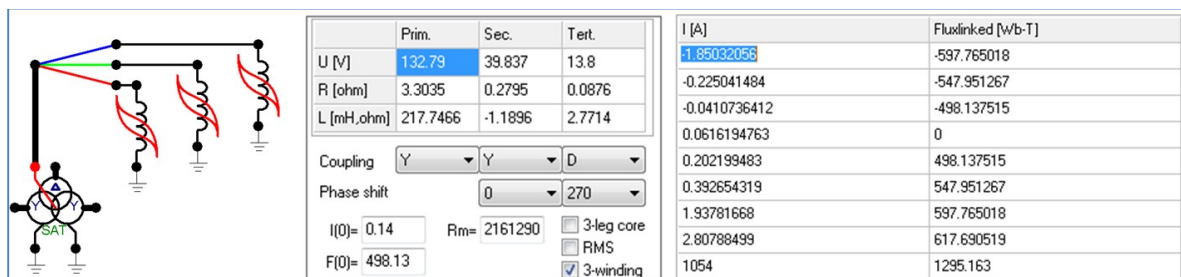 Δ
Y Y
SAT
Prim. Sec. Tert.
U [V] 132.79 39.837 13.8
R [ohm] 3.3035 0.2795 0.0876
L [mH,ohm] 217.7466 -1.1896 2.7714
Coupling Y Y D
Phase shift 0 270
I(0)= 0.14 Rm= 2161290 3-leg core
RMS
F(0)= 498.13 3-winding
I [A] Fluxlinked [Wb-T]
-1.85032056 -597.765018
-0.225041484 -547.951267
-0.0410736412 -498.137515
0.0616194763 0
0.202199483 498.137515
0.392654319 547.951267
1.93781668 597.765018
2.80788499 617.690519
1054 1295.163